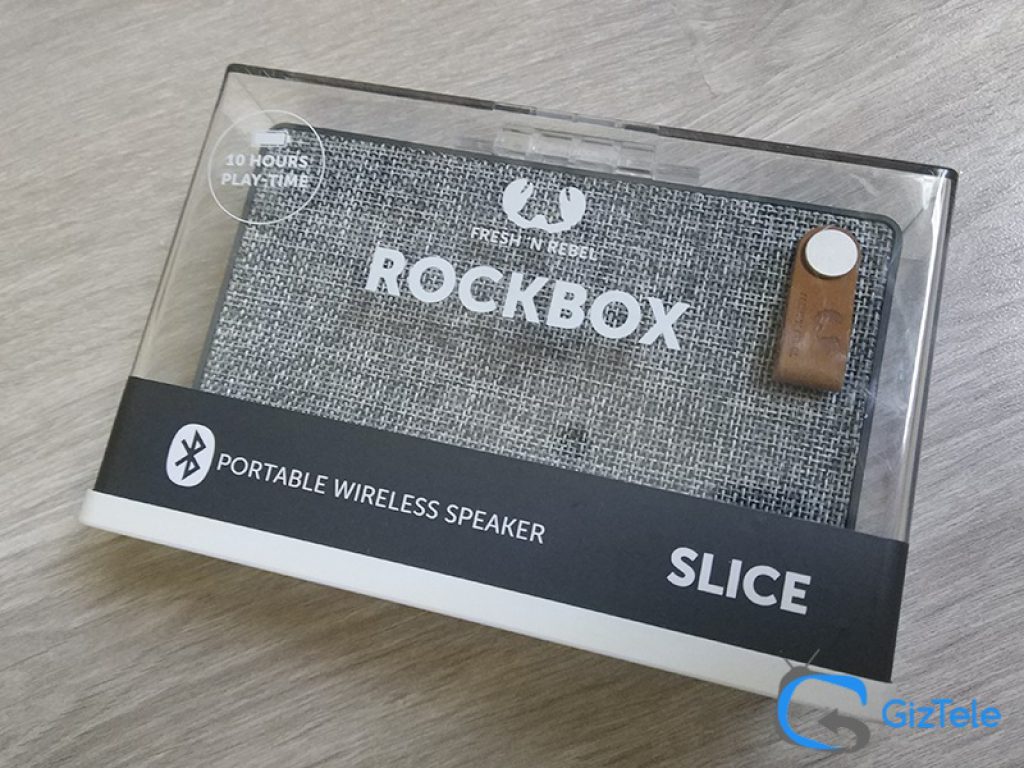 10 HOURS
PLAY-TIME
FRESH 'N REBEL
ROCKBOX
PORTABLE WIRELESS SPEAKER
SLICE
GizTele